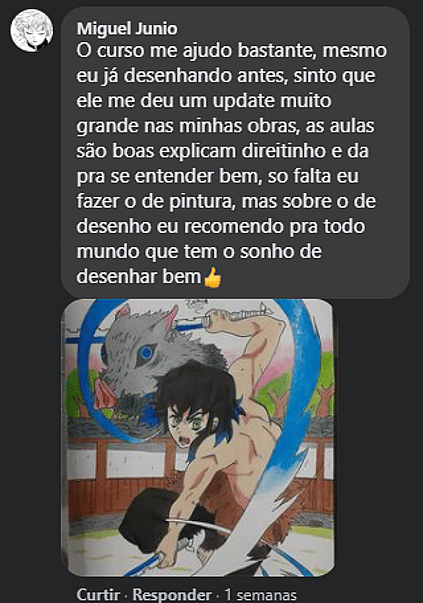 Miguel Junio
O curso me ajudo bastante, mesmo
eu já desenhando antes, sinto que
ele me deu um update muito
grande nas minhas obras, as aulas
são boas explicam direitinho e da
pra se entender bem, so falta eu
fazer o de pintura, mas sobre o de
desenho eu recomendo pra todo
mundo que tem o sonho de
desenhar bem👍
Curtir · Responder · 1 semanas